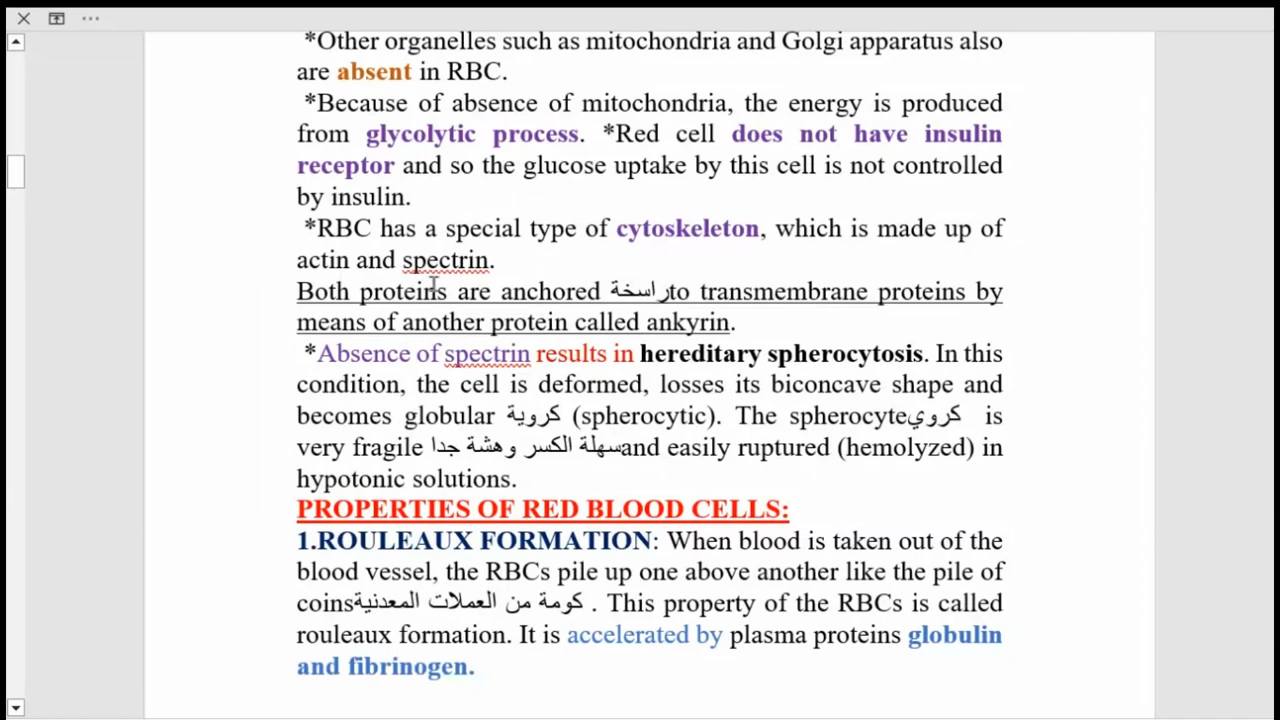 *Other organelles such as mitochondria and Golgi apparatus also
are absent in RBC.
*Because of absence of mitochondria, the energy is produced
from glycolytic process. *Red cell does not have insulin
receptor and so the glucose uptake by this cell is not controlled
by insulin.
*RBC has a special type of cytoskeleton, which is made up of
actin and spectrin.
Both proteins are anchored راسخة to transmembrane proteins by
means of another protein called ankyrin.
*Absence of spectrin results in hereditary spherocytosis. In this
condition, the cell is deformed, losses its biconcave shape and
becomes globular كروية (spherocytic). The spherocyte كروي is
very fragile سهلة الكسر وهشة جدا and easily ruptured (hemolyzed) in
hypotonic solutions.
PROPERTIES OF RED BLOOD CELLS:
1.ROULEAUX FORMATION: When blood is taken out of the
blood vessel, the RBCs pile up one above another like the pile of
coins كومة من العملات المعدنية . This property of the RBCs is called
rouleaux formation. It is accelerated by plasma proteins globulin
and fibrinogen.